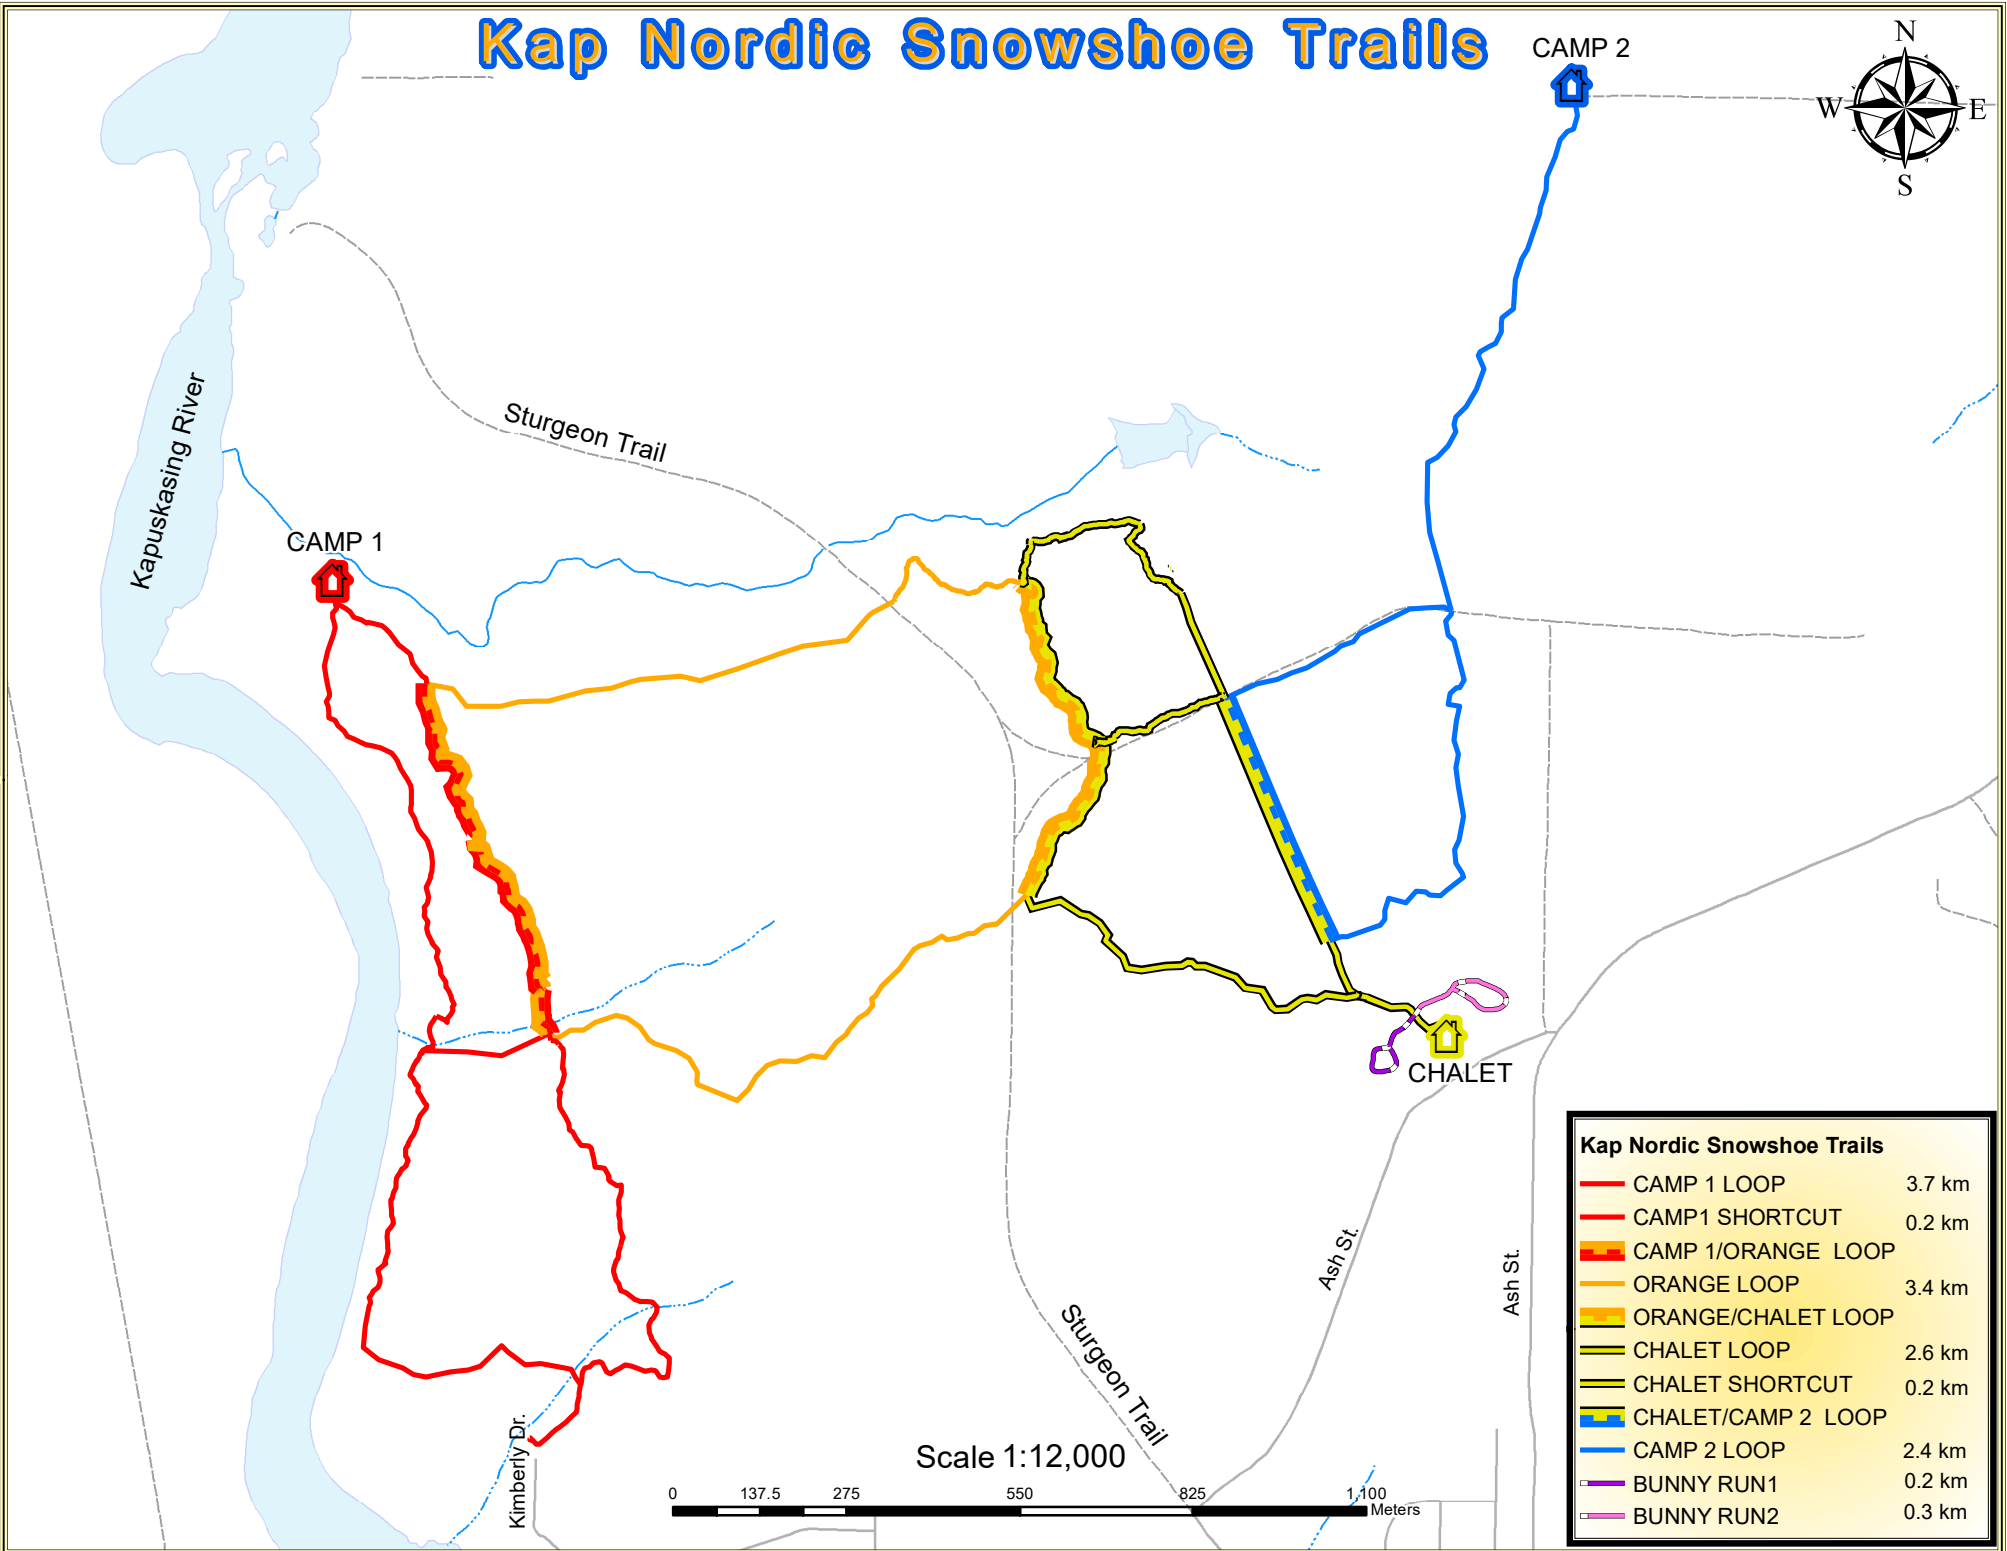 Kap Nordic Snowshoe Trails
CAMP 2
N
W
E
S
Kapuskasing River
Sturgeon Trail
CAMP 1
CHALET
Ash St.
Ash St.
Sturgeon Trail
Kimberly Dr.
Scale 1:12,000
0 137.5 275 550 825 1,100
Meters
Kap Nordic Snowshoe Trails
CAMP 1 LOOP 3.7 km
CAMP1 SHORTCUT 0.2 km
CAMP 1/ORANGE LOOP
ORANGE LOOP 3.4 km
ORANGE/CHALET LOOP
CHALET LOOP 2.6 km
CHALET SHORTCUT 0.2 km
CHALET/CAMP 2 LOOP
CAMP 2 LOOP 2.4 km
BUNNY RUN1 0.2 km
BUNNY RUN2 0.3 km